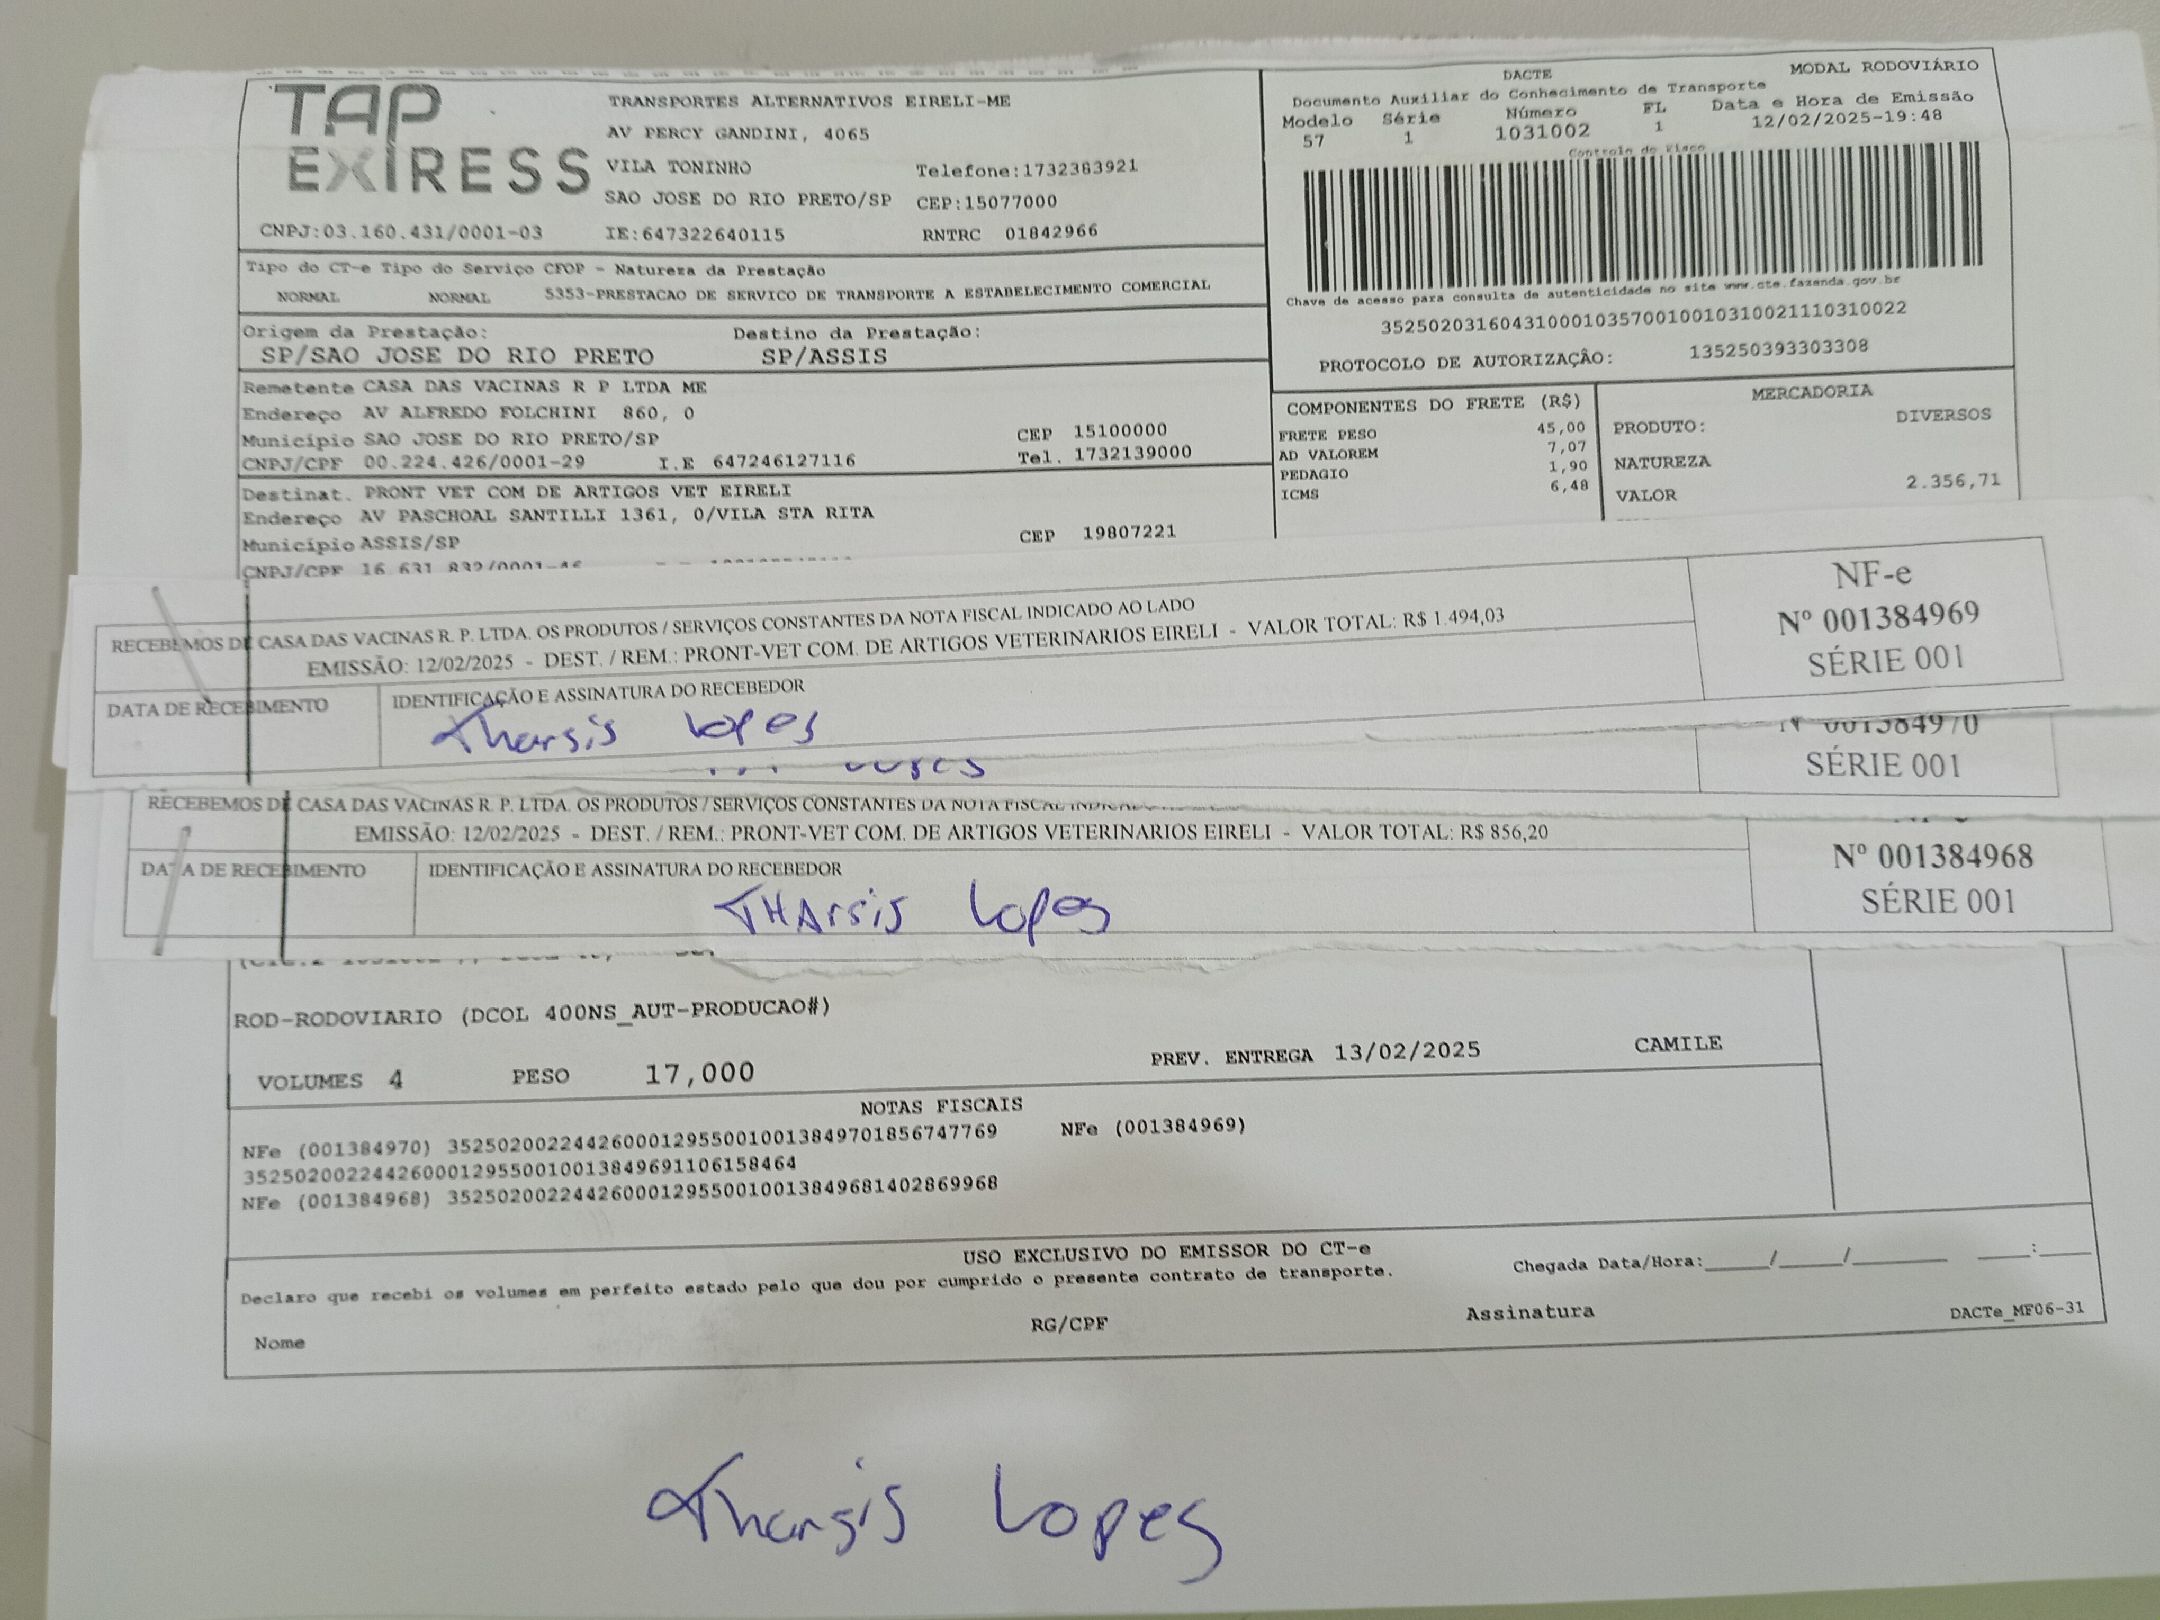 TAP
EXPRESS
TRANSPORTES ALTERNATIVOS EIRELI-ME
AV PERCY GANDINI, 4065
VILA TONINHO Telefone:1732383921
SAO JOSE DO RIO PRETO/SP CEP:15077000
CNPJ:03.160.431/0001-03 IE:647322640115 RNTRC 01842966
DACTE MODAL RODOVIÁRIO
Documento Auxiliar do Conhecimento de Transporte
Modelo Série Número FL Data e Hora de Emissão
57 1 1031002 1 12/02/2025-19:48
Controle do Fisco
Chave de acesso para consulta de autenticidade no site www.cte.fazenda.gov.br
35250203160431000103570010010310021110310022
PROTOCOLO DE AUTORIZAÇÃO: 135250393303308
Tipo do CT-e Tipo do Serviço CFOP - Natureza da Prestação
NORMAL NORMAL 5353-PRESTACAO DE SERVICO DE TRANSPORTE A ESTABELECIMENTO COMERCIAL
Origem da Prestação: Destino da Prestação:
SP/SAO JOSE DO RIO PRETO SP/ASSIS
Remetente CASA DAS VACINAS R P LTDA ME
Endereço AV ALFREDO FOLCHINI 860, 0
Município SAO JOSE DO RIO PRETO/SP CEP 15100000
CNPJ/CPF 00.224.426/0001-29 I.E 647246127116 Tel. 1732139000
Destinat. PRONT VET COM DE ARTIGOS VET EIRELI
Endereço AV PASCHOAL SANTILLI 1361, 0/VILA STA RITA
Município ASSIS/SP CEP 19807221
CNPJ/CPF 16.631.832/0001-46
COMPONENTES DO FRETE (R$)
FRETE PESO 45,00
AD VALOREM 7,07
PEDAGIO 1,90
ICMS 6,48
MERCADORIA
PRODUTO: DIVERSOS
NATUREZA
VALOR 2.356,71
RECEBEMOS DE CASA DAS VACINAS R. P. LTDA. OS PRODUTOS / SERVIÇOS CONSTANTES DA NOTA FISCAL INDICADO AO LADO
EMISSÃO: 12/02/2025 - DEST. / REM.: PRONT-VET COM. DE ARTIGOS VETERINARIOS EIRELI - VALOR TOTAL: R$ 1.494,03
DATA DE RECEBIMENTO IDENTIFICAÇÃO E ASSINATURA DO RECEBEDOR
Tharsis Lopes
NF-e
Nº 001384969
SÉRIE 001
Nº 001384970
SÉRIE 001
RECEBEMOS DE CASA DAS VACINAS R. P. LTDA. OS PRODUTOS / SERVIÇOS CONSTANTES DA NOTA FISCAL
EMISSÃO: 12/02/2025 - DEST. / REM.: PRONT-VET COM. DE ARTIGOS VETERINARIOS EIRELI - VALOR TOTAL: R$ 856,20
DATA DE RECEBIMENTO IDENTIFICAÇÃO E ASSINATURA DO RECEBEDOR
THArsis Lopes
Nº 001384968
SÉRIE 001
ROD-RODOVIARIO (DCOL 400NS_AUT-PRODUCAO#)
VOLUMES 4 PESO 17,000 PREV. ENTREGA 13/02/2025 CAMILE
NOTAS FISCAIS
NFe (001384970) 35250200224426000129550010013849701856747769 NFe (001384969)
35250200224426000129550010013849691106158464
NFe (001384968) 35250200224426000129550010013849681402869968
USO EXCLUSIVO DO EMISSOR DO CT-e
Declaro que recebi os volumes em perfeito estado pelo que dou por cumprido o presente contrato de transporte. Chegada Data/Hora:_____/_____/________ ____:____
Nome RG/CPF Assinatura DACTe_MF06-31
Tharsis Lopes